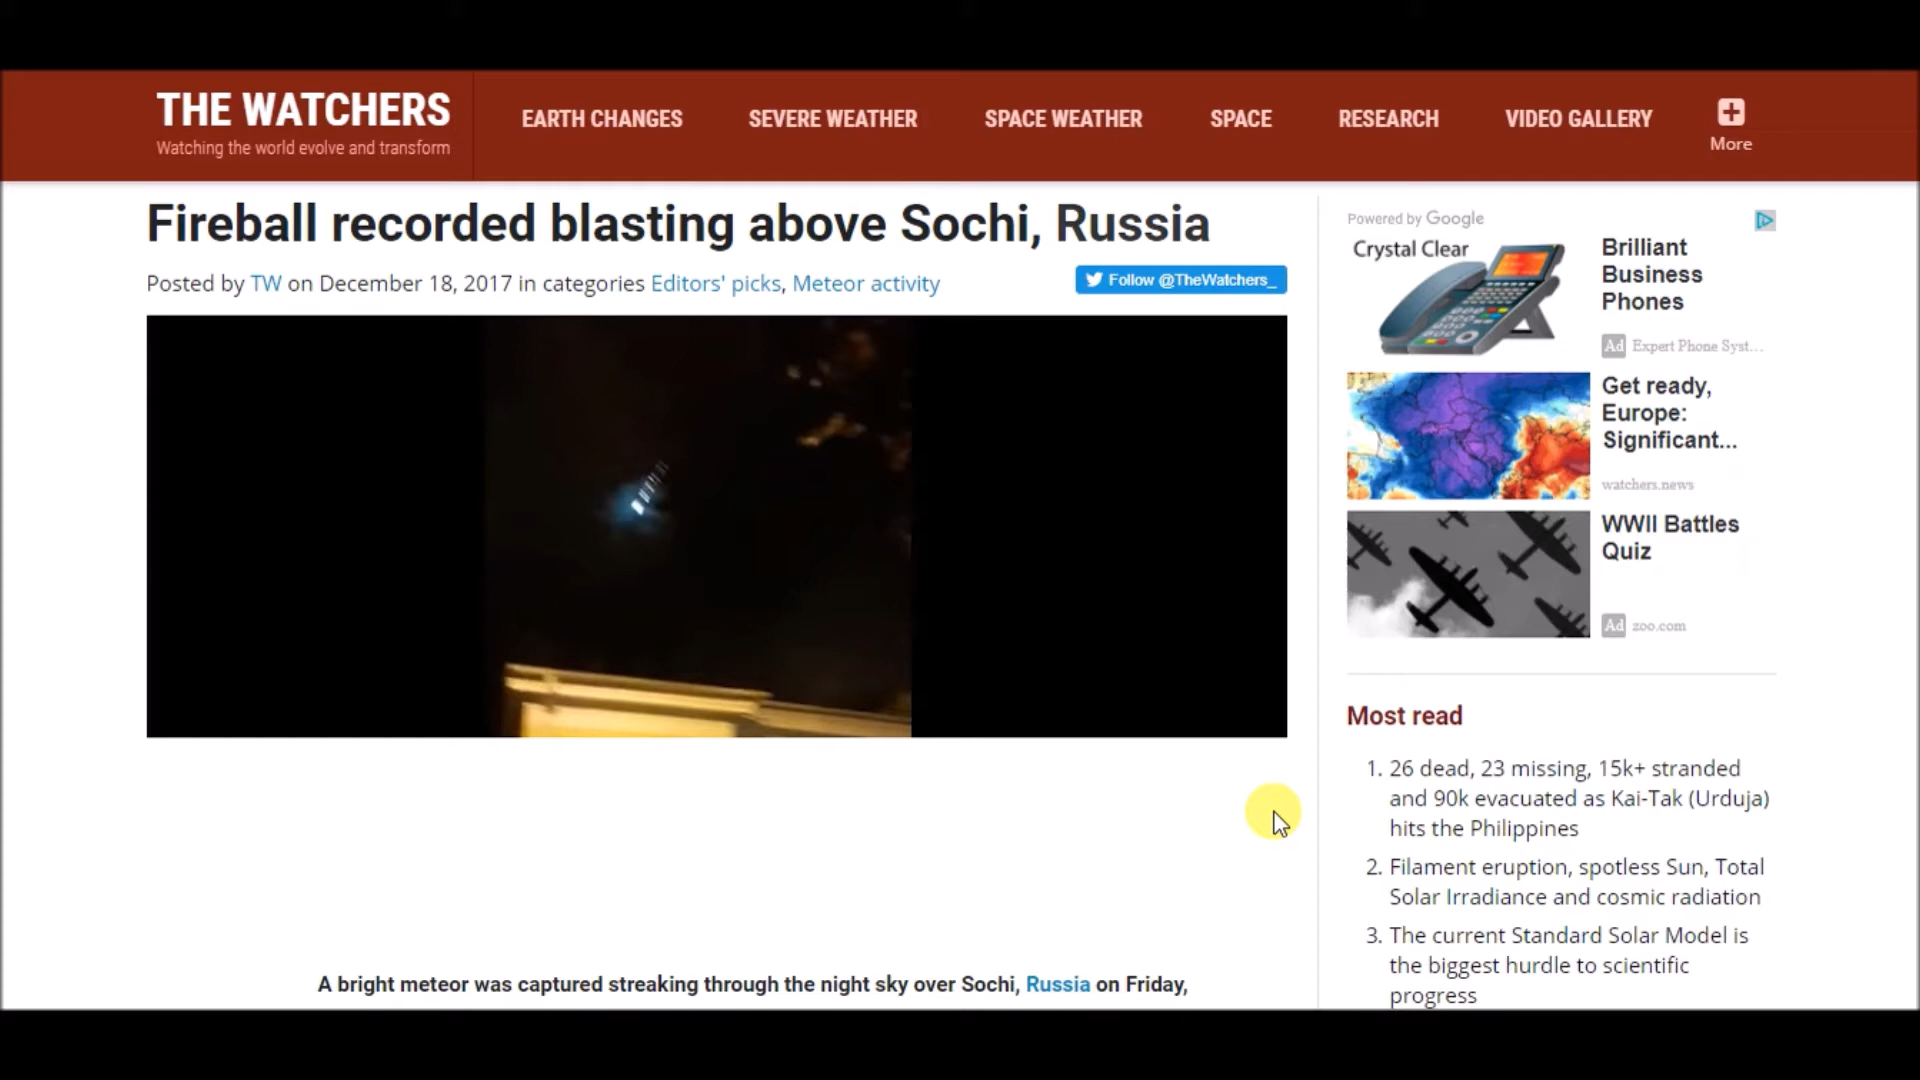 THE WATCHERS
Watching the world evolve and transform
EARTH CHANGES
SEVERE WEATHER
SPACE WEATHER
SPACE
RESEARCH
VIDEO GALLERY
More
Fireball recorded blasting above Sochi, Russia
Posted by TW on December 18, 2017 in categories Editors' picks, Meteor activity
Follow @TheWatchers_
A bright meteor was captured streaking through the night sky over Sochi, Russia on Friday,
Powered by Google
Crystal Clear
Brilliant
Business
Phones
Ad Expert Phone Syst...
Get ready,
Europe:
Significant...
watchers.news
WWII Battles
Quiz
Ad zoo.com
Most read
1. 26 dead, 23 missing, 15k+ stranded
and 90k evacuated as Kai-Tak (Urduja)
hits the Philippines
2. Filament eruption, spotless Sun, Total
Solar Irradiance and cosmic radiation
3. The current Standard Solar Model is
the biggest hurdle to scientific
progress